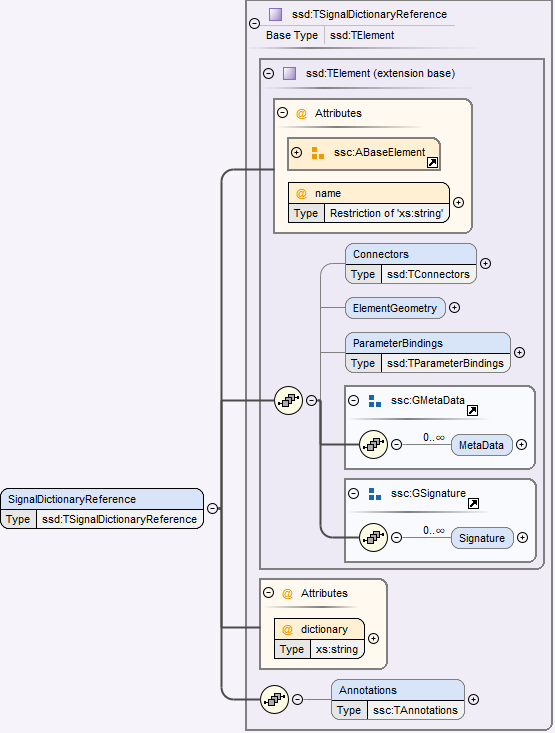 ssd:TSignalDictionaryReference
Base Type ssd:TElement
ssd:TElement (extension base)
@ Attributes
ssc:ABaseElement
@ name
Type Restriction of 'xs:string'
Connectors
Type ssd:TConnectors
ElementGeometry
ParameterBindings
Type ssd:TParameterBindings
ssc:GMetaData
0..∞
MetaData
ssc:GSignature
0..∞
Signature
SignalDictionaryReference
Type ssd:TSignalDictionaryReference
@ Attributes
@ dictionary
Type xs:string
Annotations
Type ssc:TAnnotations